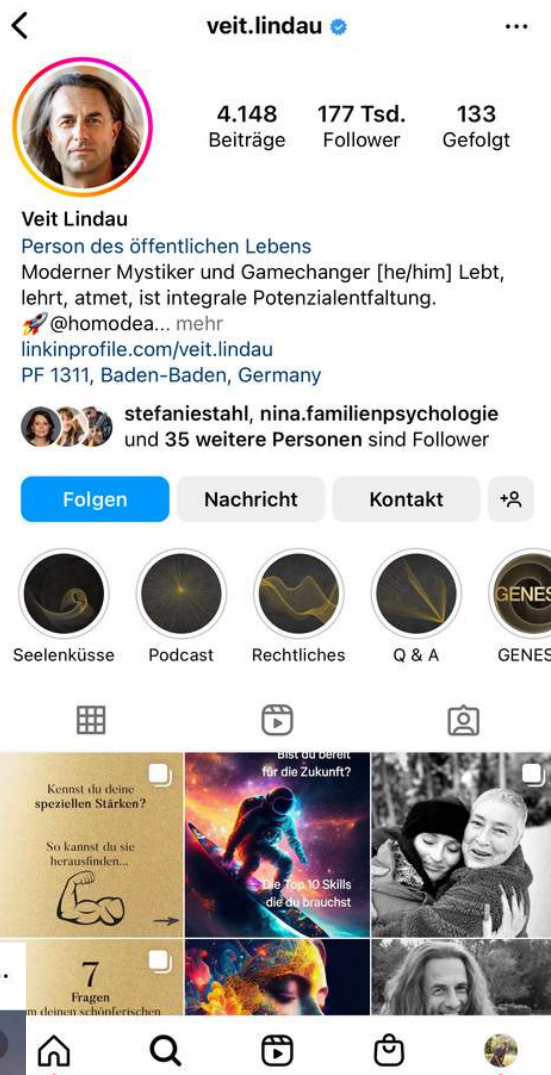 veit.lindau
4.148 177 Tsd. 133
Beiträge Follower Gefolgt
Veit Lindau
Person des öffentlichen Lebens
Moderner Mystiker und Gamechanger [he/him] Lebt,
lehrt, atmet, ist integrale Potenzialentfaltung.
🚀@homodea... mehr
linkinprofile.com/veit.lindau
PF 1311, Baden-Baden, Germany
stefaniestahl, nina.familienpsychologie
und 35 weitere Personen sind Follower
Folgen Nachricht Kontakt
GENES
Seelenküsse Podcast Rechtliches Q & A GENES
Kennst du deine
speziellen Stärken?
So kannst du sie
herausfinden...
Bist du bereit
für die Zukunft?
Die Top 10 Skills
die du brauchst
7
Fragen
m deinen schöpferischen